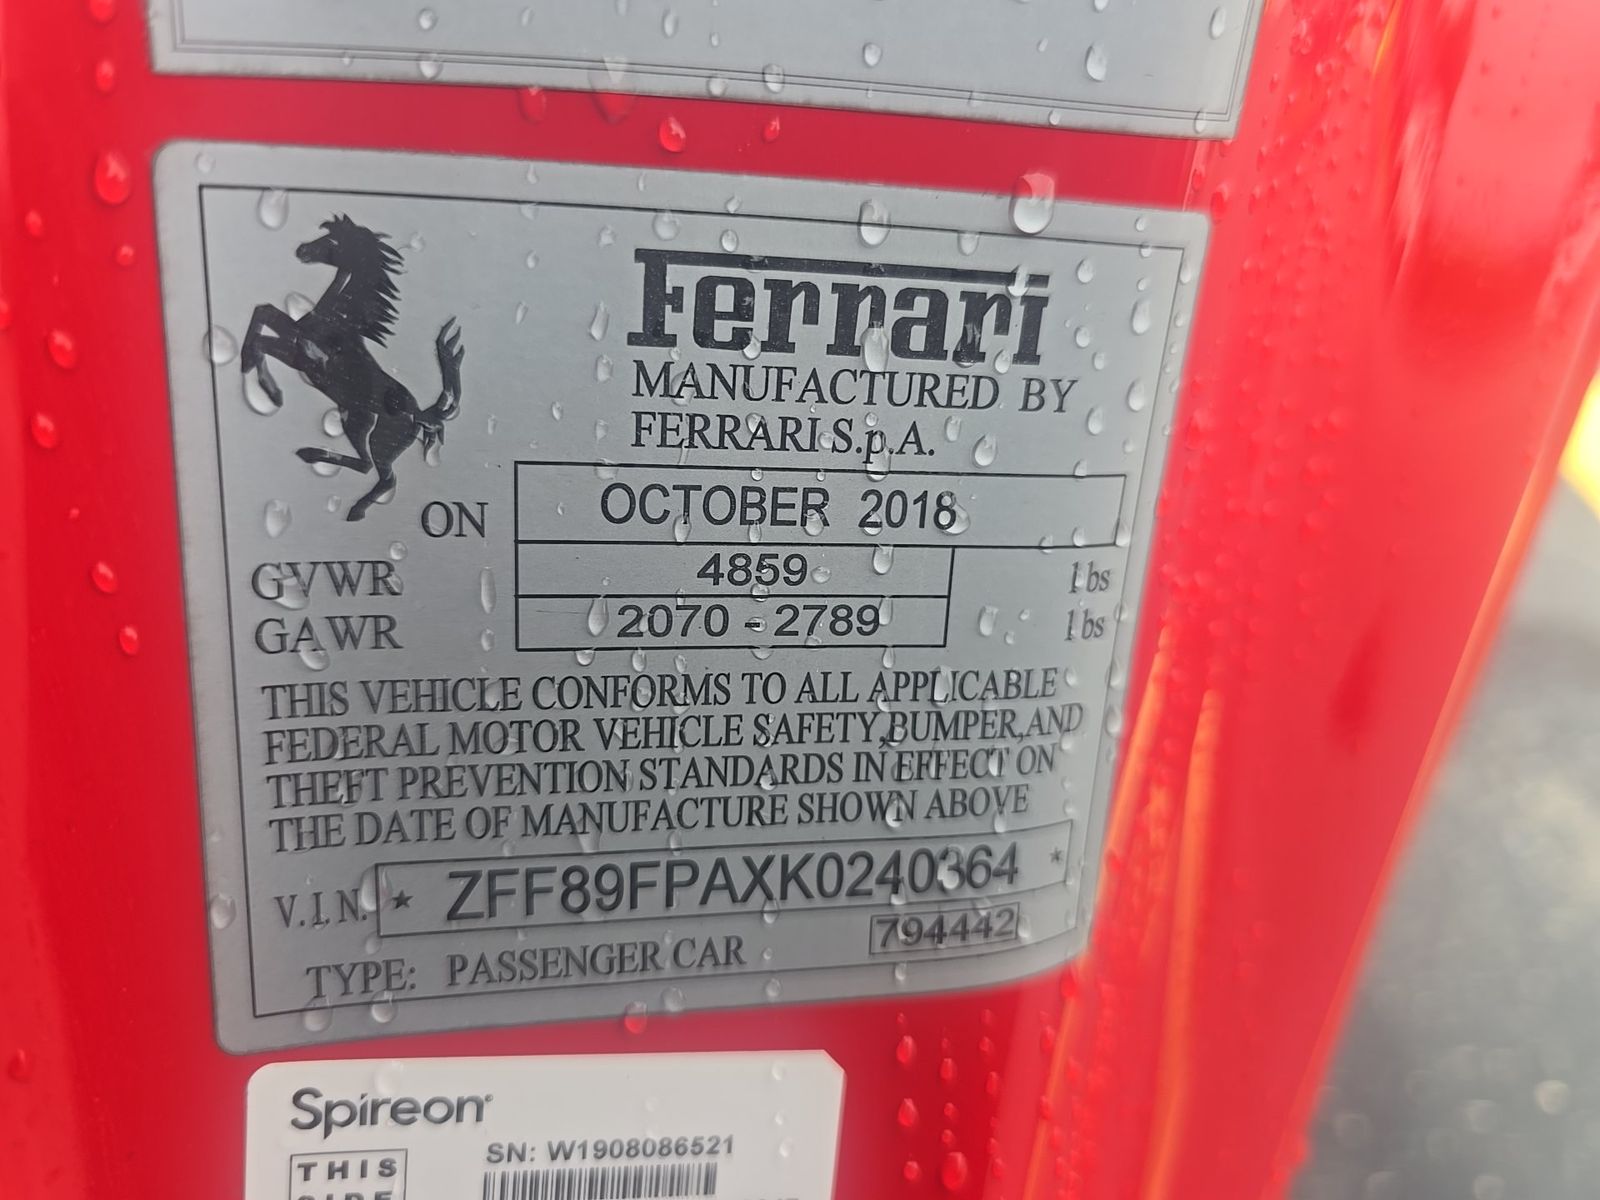 Ferrari
MANUFACTURED BY
FERRARI S.p.A.
ON OCTOBER 2018
GVWR 4859 lbs
GAWR 2070 - 2789 lbs
THIS VEHICLE CONFORMS TO ALL APPLICABLE
FEDERAL MOTOR VEHICLE SAFETY,BUMPER,AND
THEFT PREVENTION STANDARDS IN EFFECT ON
THE DATE OF MANUFACTURE SHOWN ABOVE
V.I.N. * ZFF89FPAXK0240364 *
794442
TYPE: PASSENGER CAR
Spireon®
SN: W1908086521
THIS
SIDE